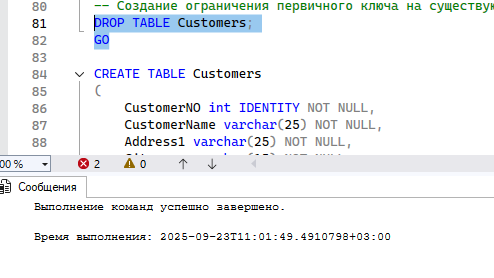 80
-- Создание ограничения первичного ключа на существую
81
DROP TABLE Customers;
82
GO
83
84
CREATE TABLE Customers
85
(
86
CustomerNO int IDENTITY NOT NULL,
87
CustomerName varchar(25) NOT NULL,
88
Address1 varchar(25) NOT NULL,
00 %
2
0
Сообщения
Выполнение команд успешно завершено.
Время выполнения: 2025-09-23T11:01:49.4910798+03:00